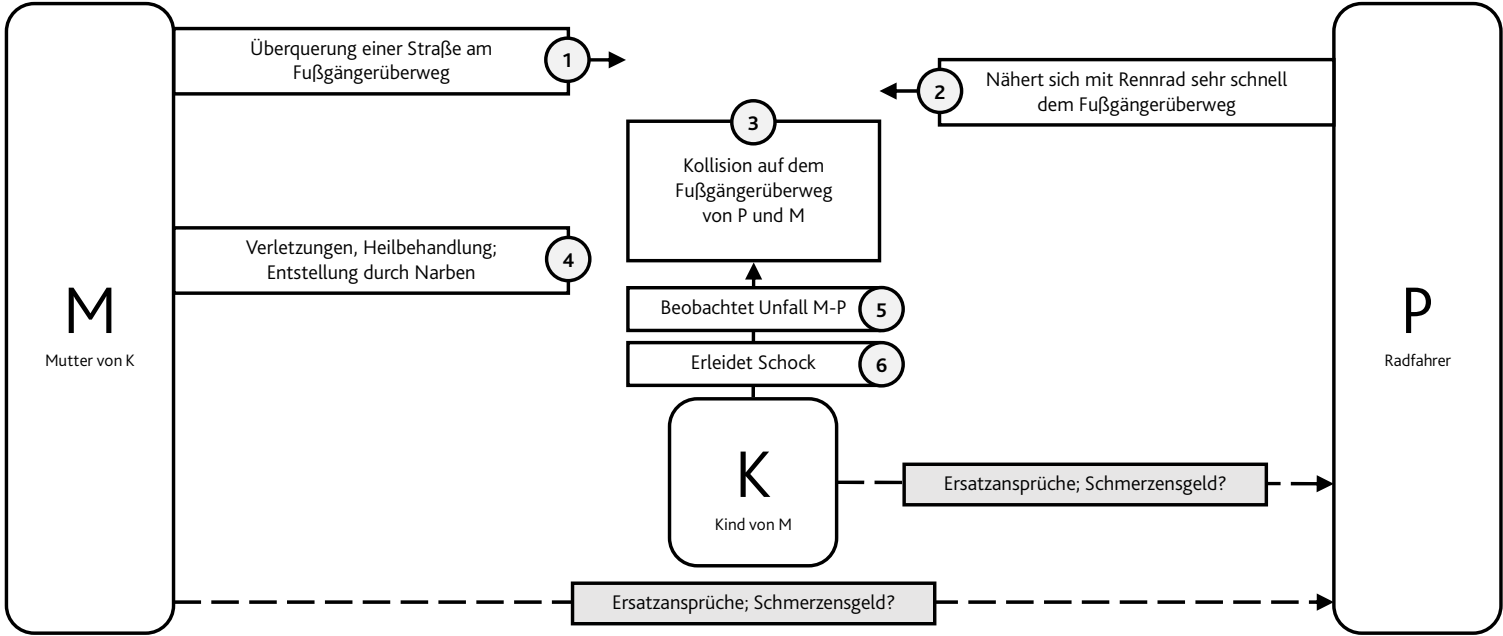 Überquerung einer Straße am
Fußgängerüberweg
1
2
Nähert sich mit Rennrad sehr schnell
dem Fußgängerüberweg
3
Kollision auf dem
Fußgängerüberweg
von P und M
Verletzungen, Heilbehandlung;
Entstellung durch Narben
4
M
Mutter von K
Beobachtet Unfall M-P
5
Erleidet Schock
6
P
Radfahrer
K
Kind von M
Ersatzansprüche; Schmerzensgeld?
Ersatzansprüche; Schmerzensgeld?